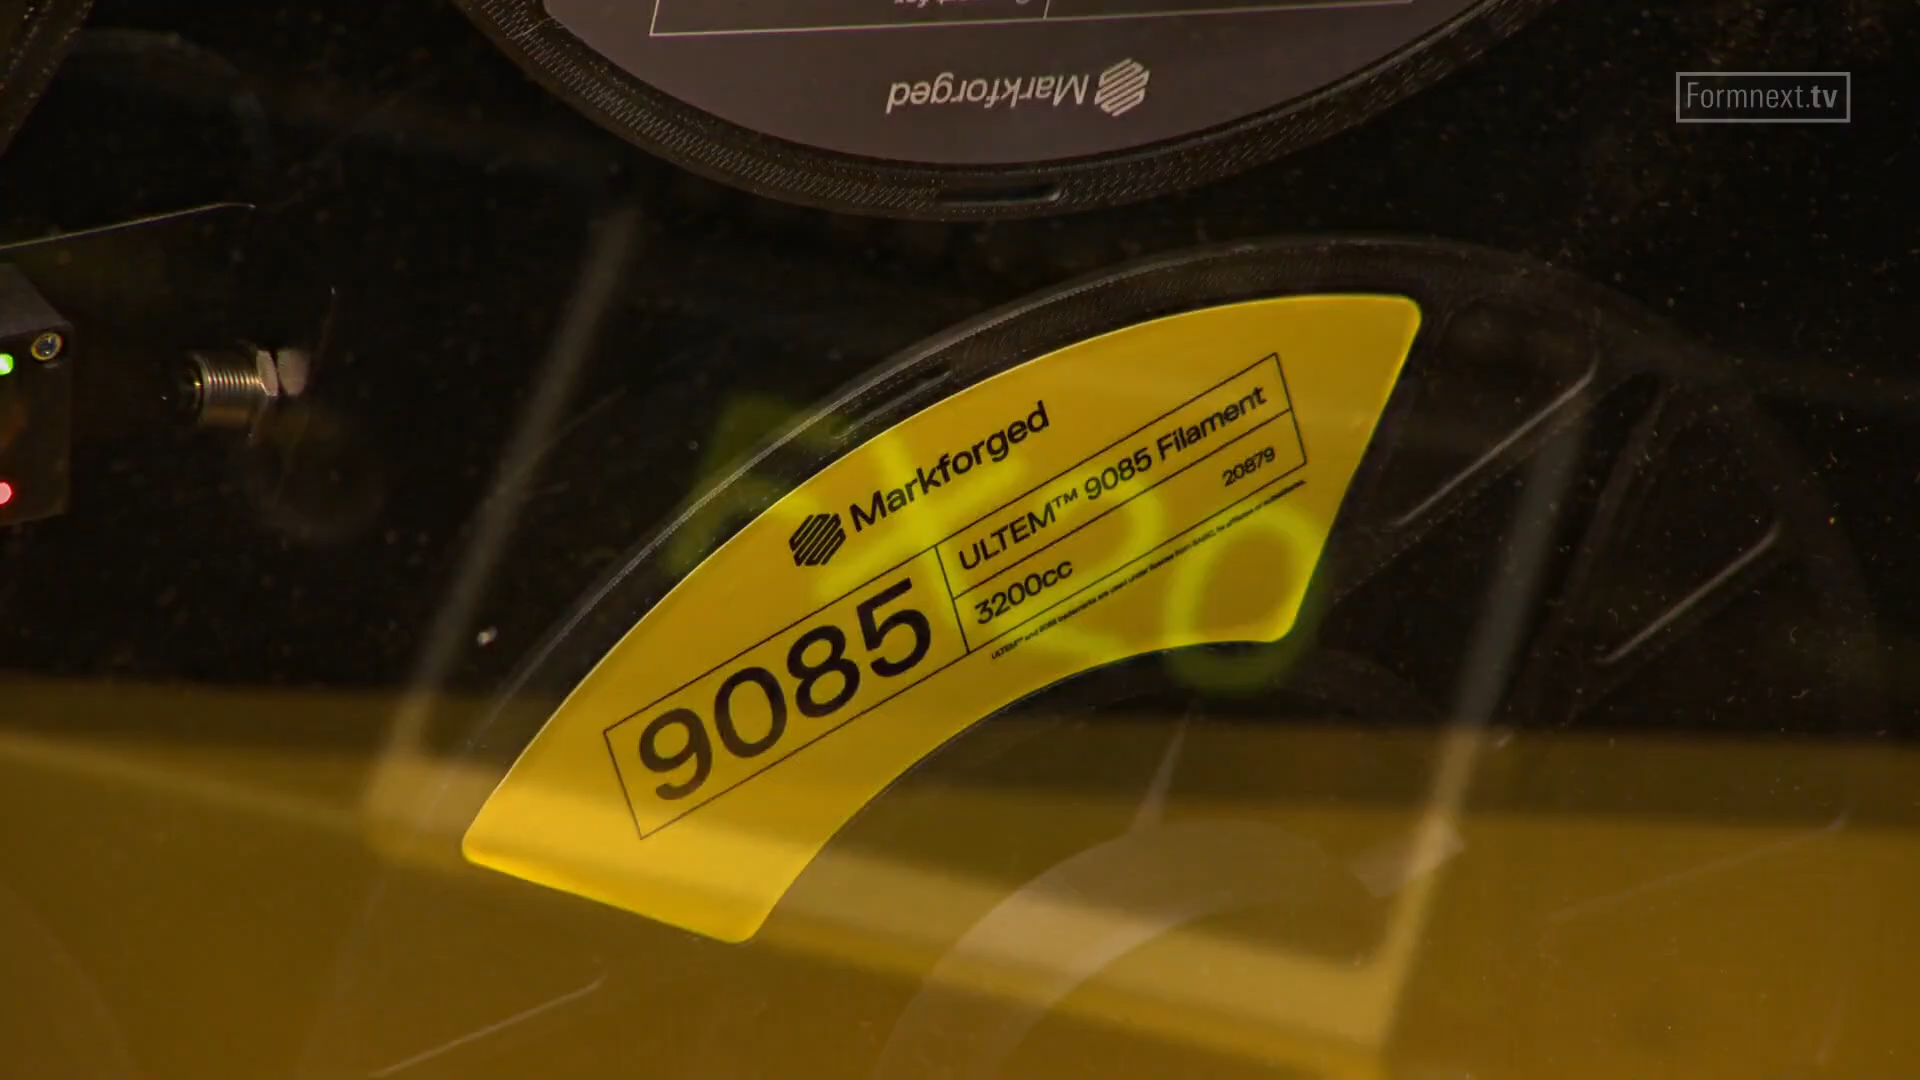 Markforged
Formnext.tv
Markforged
9085
ULTEM™ 9085 Filament
20879
3200cc